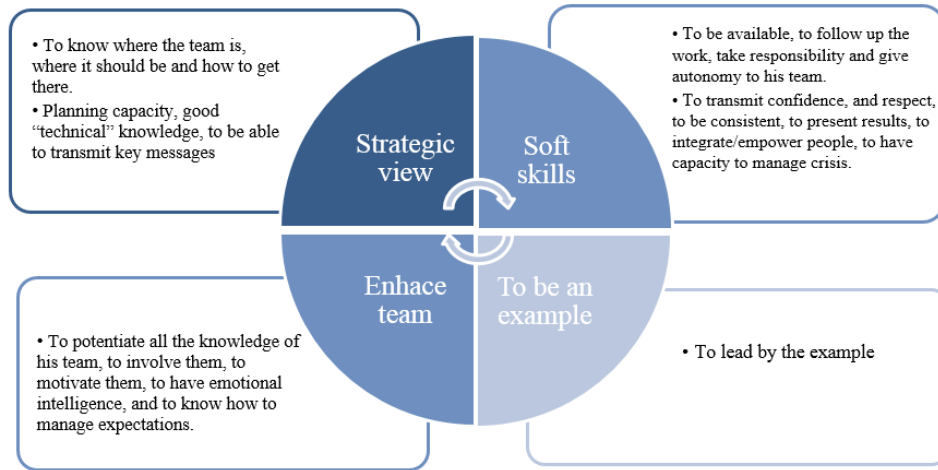 • To know where the team is,
where it should be and how to get
there.
• Planning capacity, good
“technical” knowledge, to be able
to transmit key messages
• To be available, to follow up the
work, take responsibility and give
autonomy to his team.
• To transmit confidence, and respect,
to be consistent, to present results, to
integrate/empower people, to have
capacity to manage crisis.
Strategic
view
Soft
skills
Enhace
team
To be an
example
• To potentiate all the knowledge of
his team, to involve them, to
motivate them, to have emotional
intelligence, and to know how to
manage expectations.
• To lead by the example